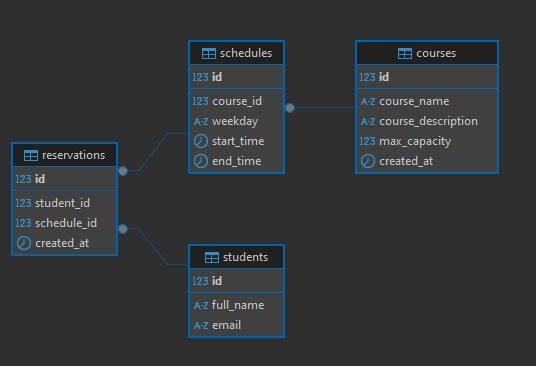 schedules
123 id
123 course_id
A-Z weekday
start_time
end_time
courses
123 id
A-Z course_name
A-Z course_description
123 max_capacity
created_at
reservations
123 id
123 student_id
123 schedule_id
created_at
students
123 id
A-Z full_name
A-Z email